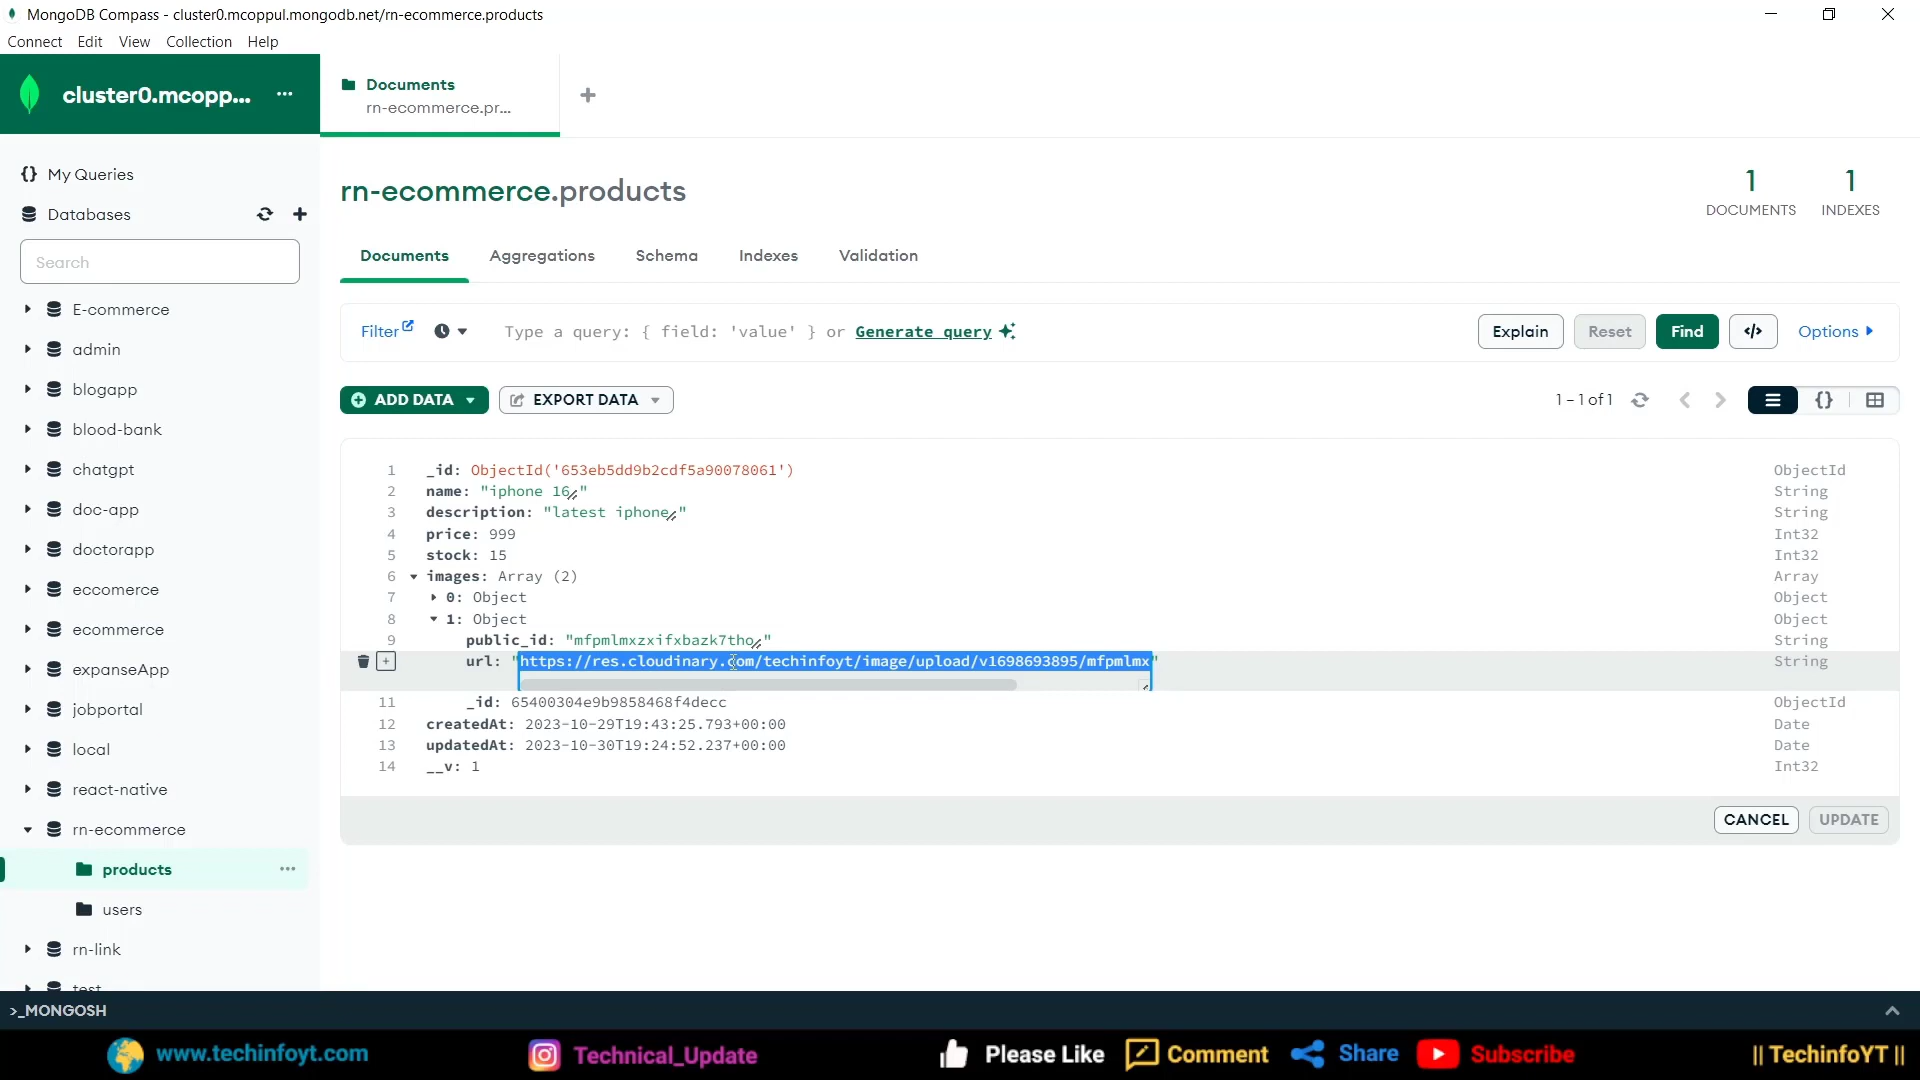 MongoDB Compass - cluster0.mcoppul.mongodb.net/rn-ecommerce.products
Connect Edit View Collection Help
cluster0.mcopp... ...
Documents
rn-ecommerce.pr...
{} My Queries
Databases
Search
E-commerce
admin
blogapp
blood-bank
chatgpt
doc-app
doctorapp
eccomerce
ecommerce
expanseApp
jobportal
local
react-native
rn-ecommerce
products ...
users
rn-link
test
rn-ecommerce.products
1 DOCUMENTS
1 INDEXES
Documents Aggregations Schema Indexes Validation
Filter Type a query: { field: 'value' } or Generate query Explain Reset Find </> Options
ADD DATA EXPORT DATA 1 – 1 of 1 {}
1 _id: ObjectId('653eb5dd9b2cdf5a90078061') ObjectId
2 name: "iphone 16" String
3 description: "latest iphone" String
4 price: 999 Int32
5 stock: 15 Int32
6 images: Array (2) Array
7 0: Object Object
8 1: Object Object
9 public_id: "mfpmlmxzxifxbazk7tho" String
url: "https://res.cloudinary.com/techinfoyt/image/upload/v1698693895/mfpmlmx" String
11 _id: 65400304e9b9858468f4decc ObjectId
12 createdAt: 2023-10-29T19:43:25.793+00:00 Date
13 updatedAt: 2023-10-30T19:24:52.237+00:00 Date
14 __v: 1 Int32
CANCEL UPDATE
>_MONGOSH
www.techinfoyt.com Technical_Update Please Like Comment Share Subscribe || TechinfoYT ||